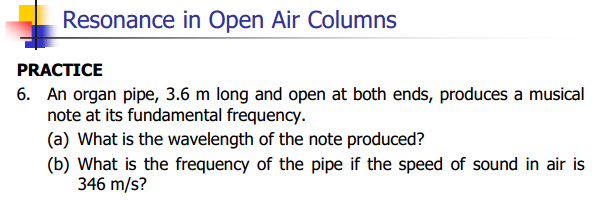 Resonance in Open Air Columns
PRACTICE
6. An organ pipe, 3.6 m long and open at both ends, produces a musical
note at its fundamental frequency.
(a) What is the wavelength of the note produced?
(b) What is the frequency of the pipe if the speed of sound in air is
346 m/s?